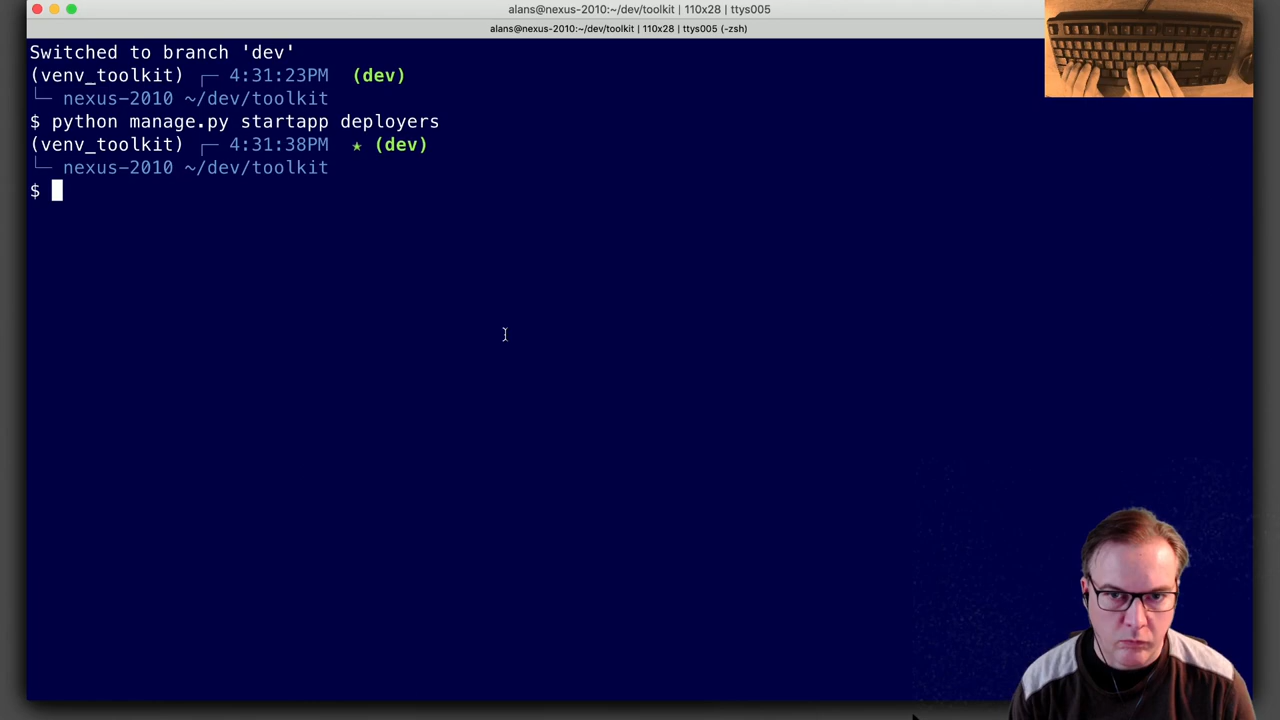 alans@nexus-2010:~/dev/toolkit | 110x28 | ttys005
alans@nexus-2010:~/dev/toolkit | 110x28 | ttys005 (-zsh)
Switched to branch 'dev'
(venv_toolkit) ┌─ 4:31:23PM  (dev)
└─ nexus-2010 ~/dev/toolkit
$ python manage.py startapp deployers
(venv_toolkit) ┌─ 4:31:38PM  ★ (dev)
└─ nexus-2010 ~/dev/toolkit
$